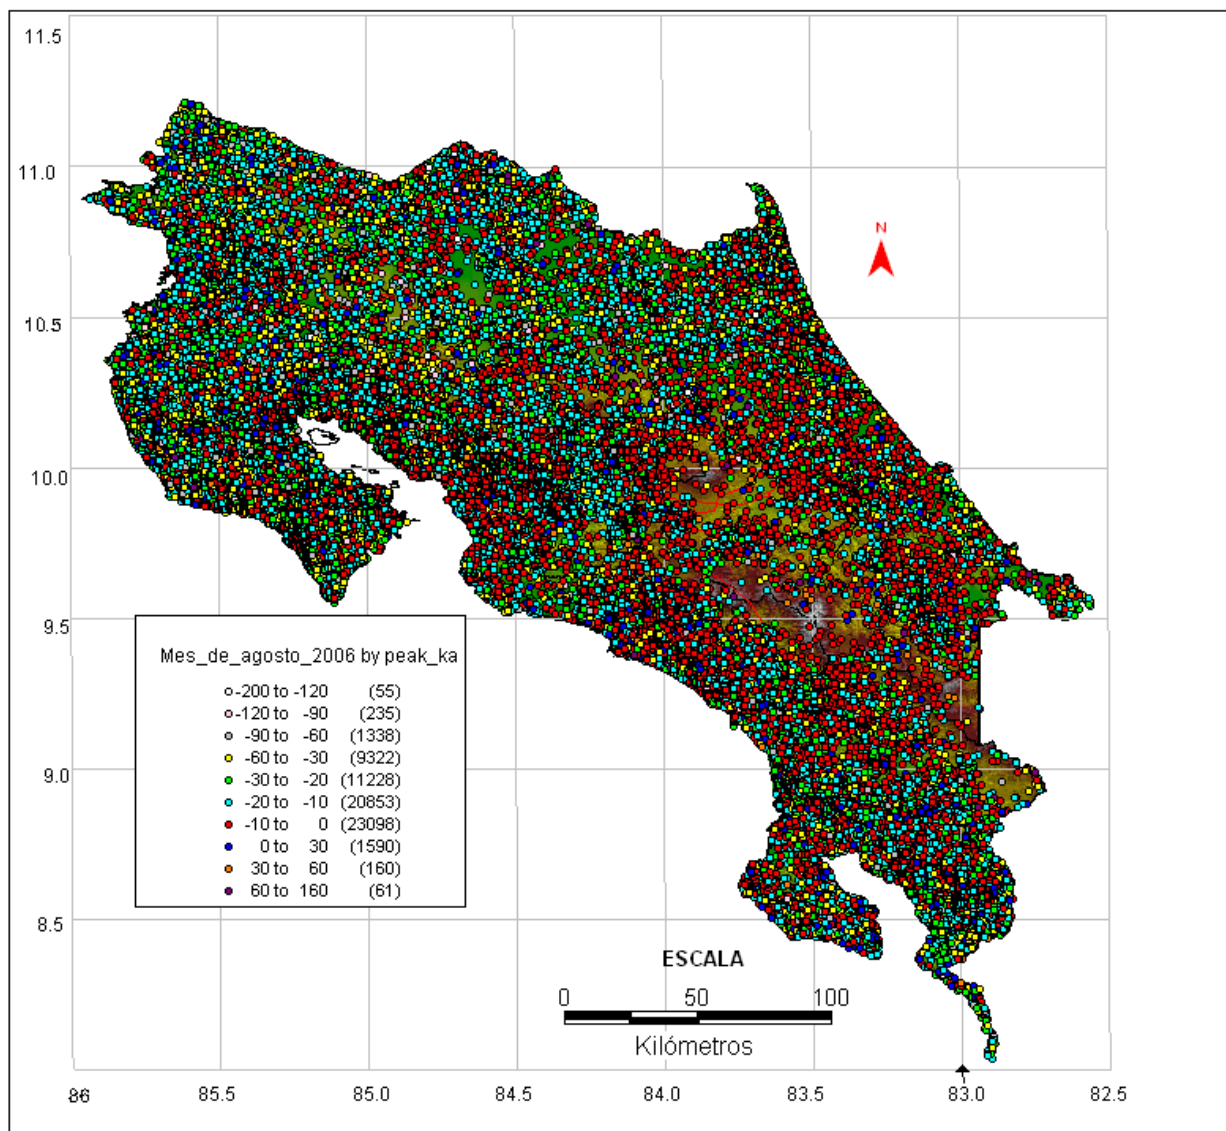 11.5
11.0
N
10.5
10.0
9.5
Mes_de_agosto_2006 by peak_ka
-200 to -120 (55)
-120 to -90 (235)
-90 to -60 (1338)
-60 to -30 (9322)
-30 to -20 (11228)
-20 to -10 (20853)
-10 to 0 (23098)
0 to 30 (1590)
30 to 60 (160)
60 to 160 (61)
9.0
8.5
ESCALA
0 50 100
Kilómetros
86 85.5 85.0 84.5 84.0 83.5 83.0 82.5